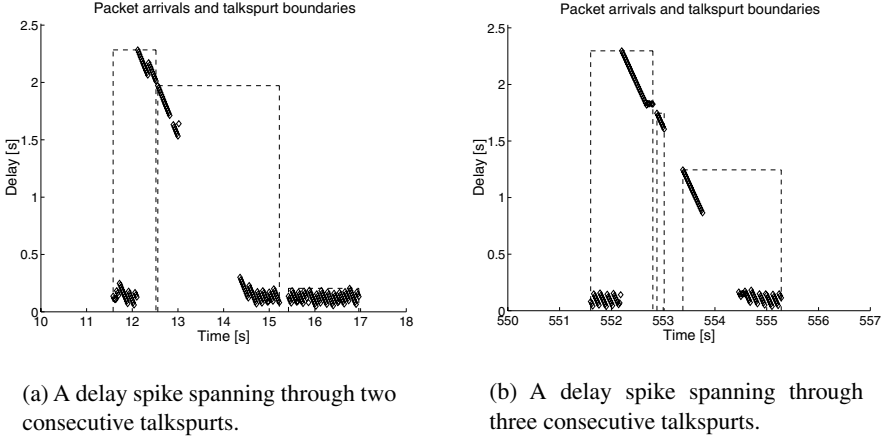 Packet arrivals and talkspurt boundaries
2.5
2
1.5
1
0.5
0
Delay [s]
10 11 12 13 14 15 16 17 18
Time [s]
(a) A delay spike spanning through two
consecutive talkspurts.
Packet arrivals and talkspurt boundaries
2.5
2
1.5
1
0.5
0
Delay [s]
550 551 552 553 554 555 556 557
Time [s]
(b) A delay spike spanning through
three consecutive talkspurts.